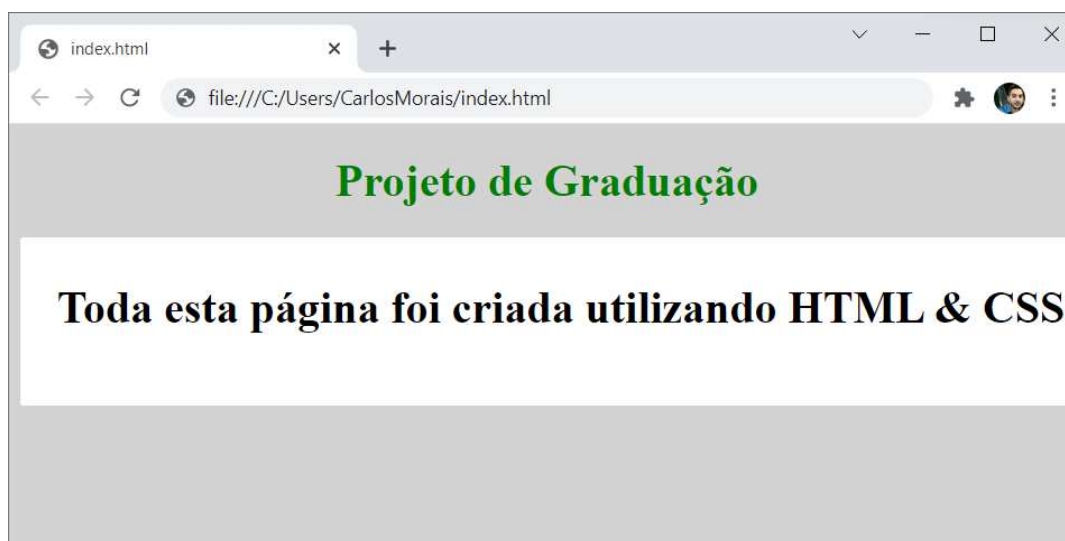 index.html
file:///C:/Users/CarlosMorais/index.html
Projeto de Graduação
Toda esta página foi criada utilizando HTML & CSS